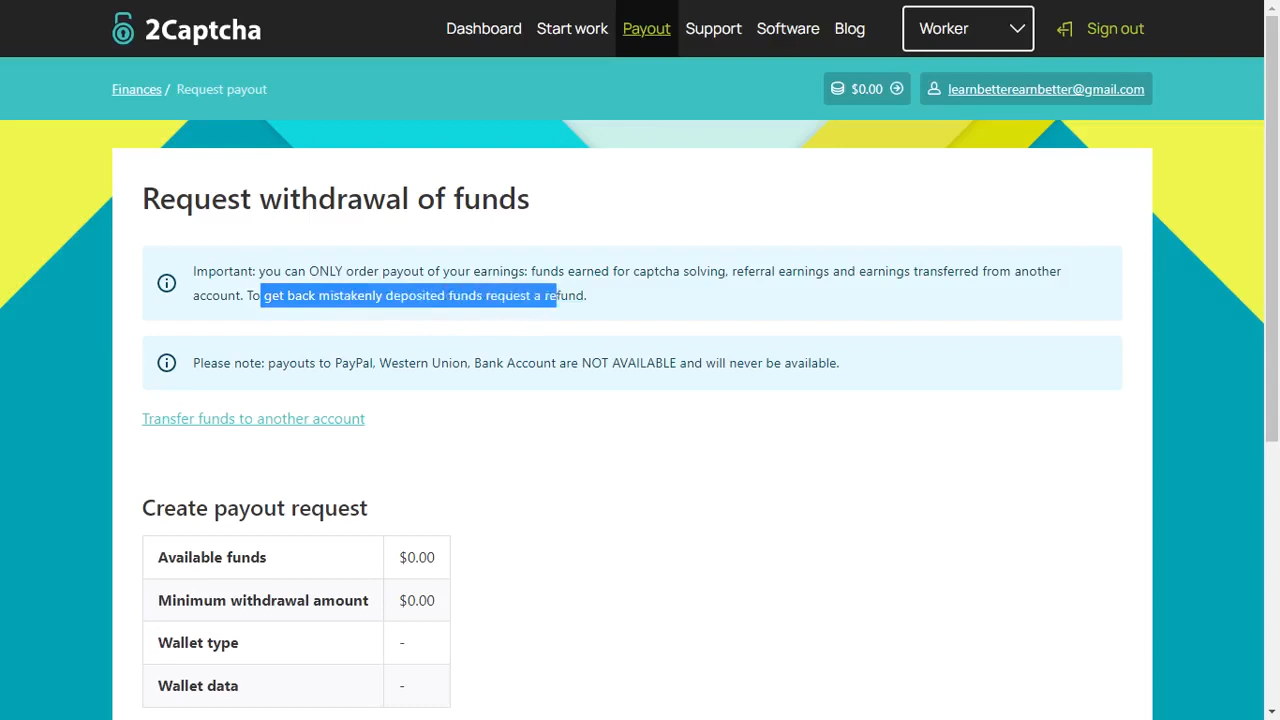 2Captcha
Dashboard Start work Payout Support Software Blog Worker Sign out
Finances / Request payout $0.00 learnbetterearnbetter@gmail.com
Request withdrawal of funds
Important: you can ONLY order payout of your earnings: funds earned for captcha solving, referral earnings and earnings transferred from another
account. To get back mistakenly deposited funds request a refund.
Please note: payouts to PayPal, Western Union, Bank Account are NOT AVAILABLE and will never be available.
Transfer funds to another account
Create payout request
Available funds $0.00
Minimum withdrawal amount $0.00
Wallet type -
Wallet data -